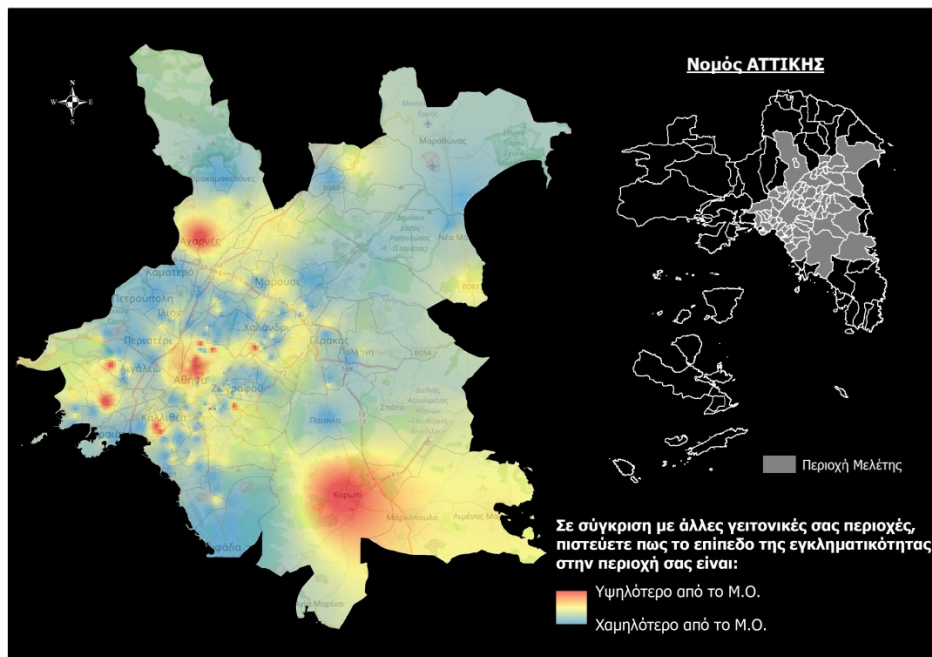 Νομός ΑΤΤΙΚΗΣ
N
W E
S
Μαραθώνας
Αχαρνές
Καματερό
Μαρούσι
Πετρούπολη
Ίλιον
Χαλάνδρι
Περιστέρι
Γέρακας
Παλλήνη
ΕΟ54
Αιγάλεω
Αθήνα
Ζωγράφου
Σπάτα
Καλλιθέα
Παιανία
Κορωπί
Μαρκόπουλο
Περιοχή Μελέτης
Σε σύγκριση με άλλες γειτονικές σας περιοχές,
πιστεύετε πως το επίπεδο της εγκληματικότητας
στην περιοχή σας είναι:
Υψηλότερο από το Μ.Ο.
Χαμηλότερο από το Μ.Ο.